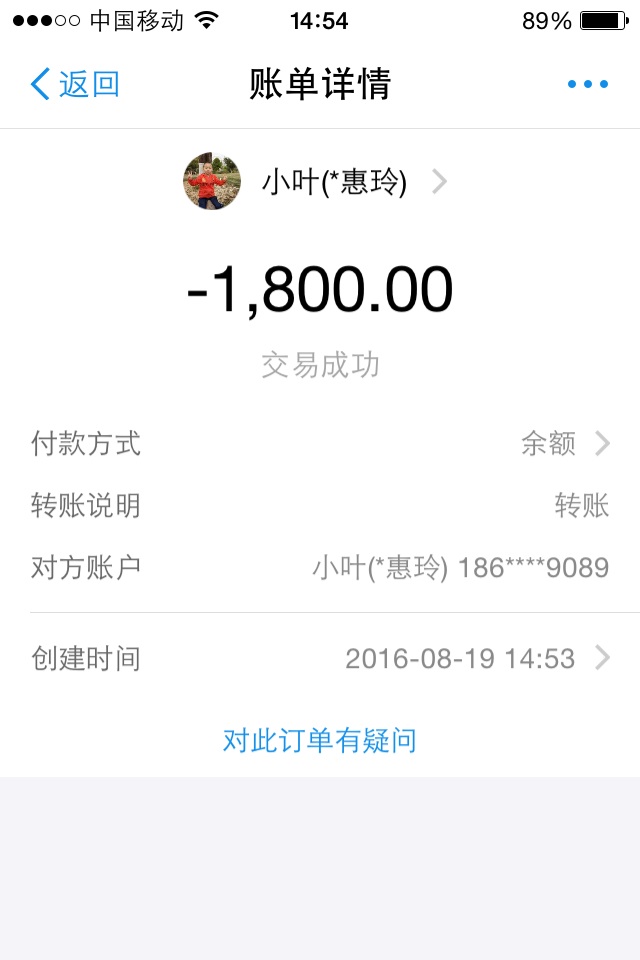 中国移动 14:54 89%
返回 账单详情
小叶(*惠玲)
-1,800.00
交易成功
付款方式 余额
转账说明 转账
对方账户 小叶(*惠玲) 186****9089
创建时间 2016-08-19 14:53
对此订单有疑问